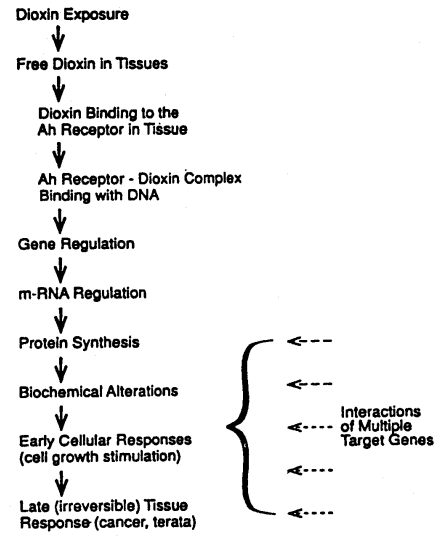 Dioxin Exposure
Free Dioxin in Tissues
Dioxin Binding to the
Ah Receptor in Tissue
Ah Receptor - Dioxin Complex
Binding with DNA
Gene Regulation
m-RNA Regulation
Protein Synthesis
Biochemical Alterations
Early Cellular Responses
(cell growth stimulation)
Late (irreversible) Tissue
Response (cancer, terata)
Interactions
of Multiple
Target Genes